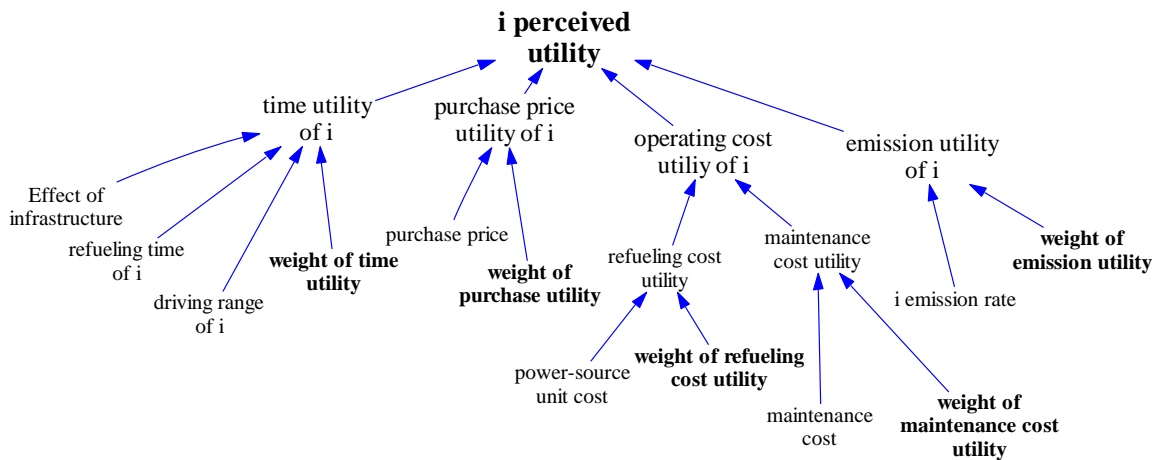 i perceived
utility
time utility
of i
purchase price
utility of i
operating cost
utiliy of i
emission utility
of i
Effect of
infrastructure
refueling time
of i
driving range
of i
weight of time
utility
purchase price
weight of
purchase utility
refueling cost
utility
maintenance
cost utility
weight of
emission utility
i emission rate
power-source
unit cost
weight of refueling
cost utility
maintenance
cost
weight of
maintenance cost
utility